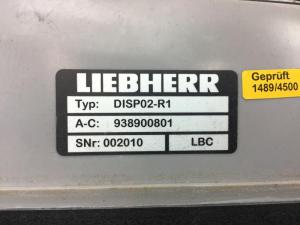 LIEBHERR
Typ: DISP02-R1
A-C: 938900801
SNr: 002010 LBC
Geprüft
1489/4500